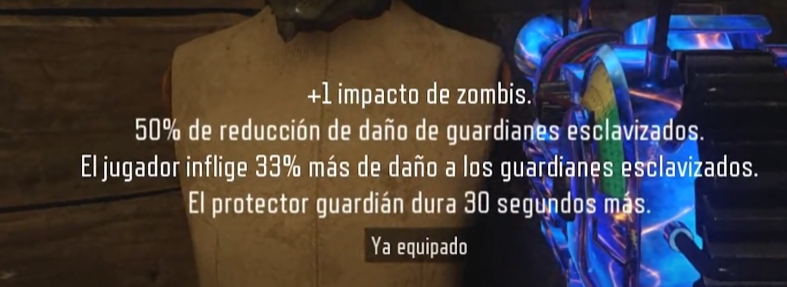 +1 impacto de zombis.
50% de reducción de daño de guardianes esclavizados.
El jugador inflige 33% más de daño a los guardianes esclavizados.
El protector guardián dura 30 segundos más.
Ya equipado